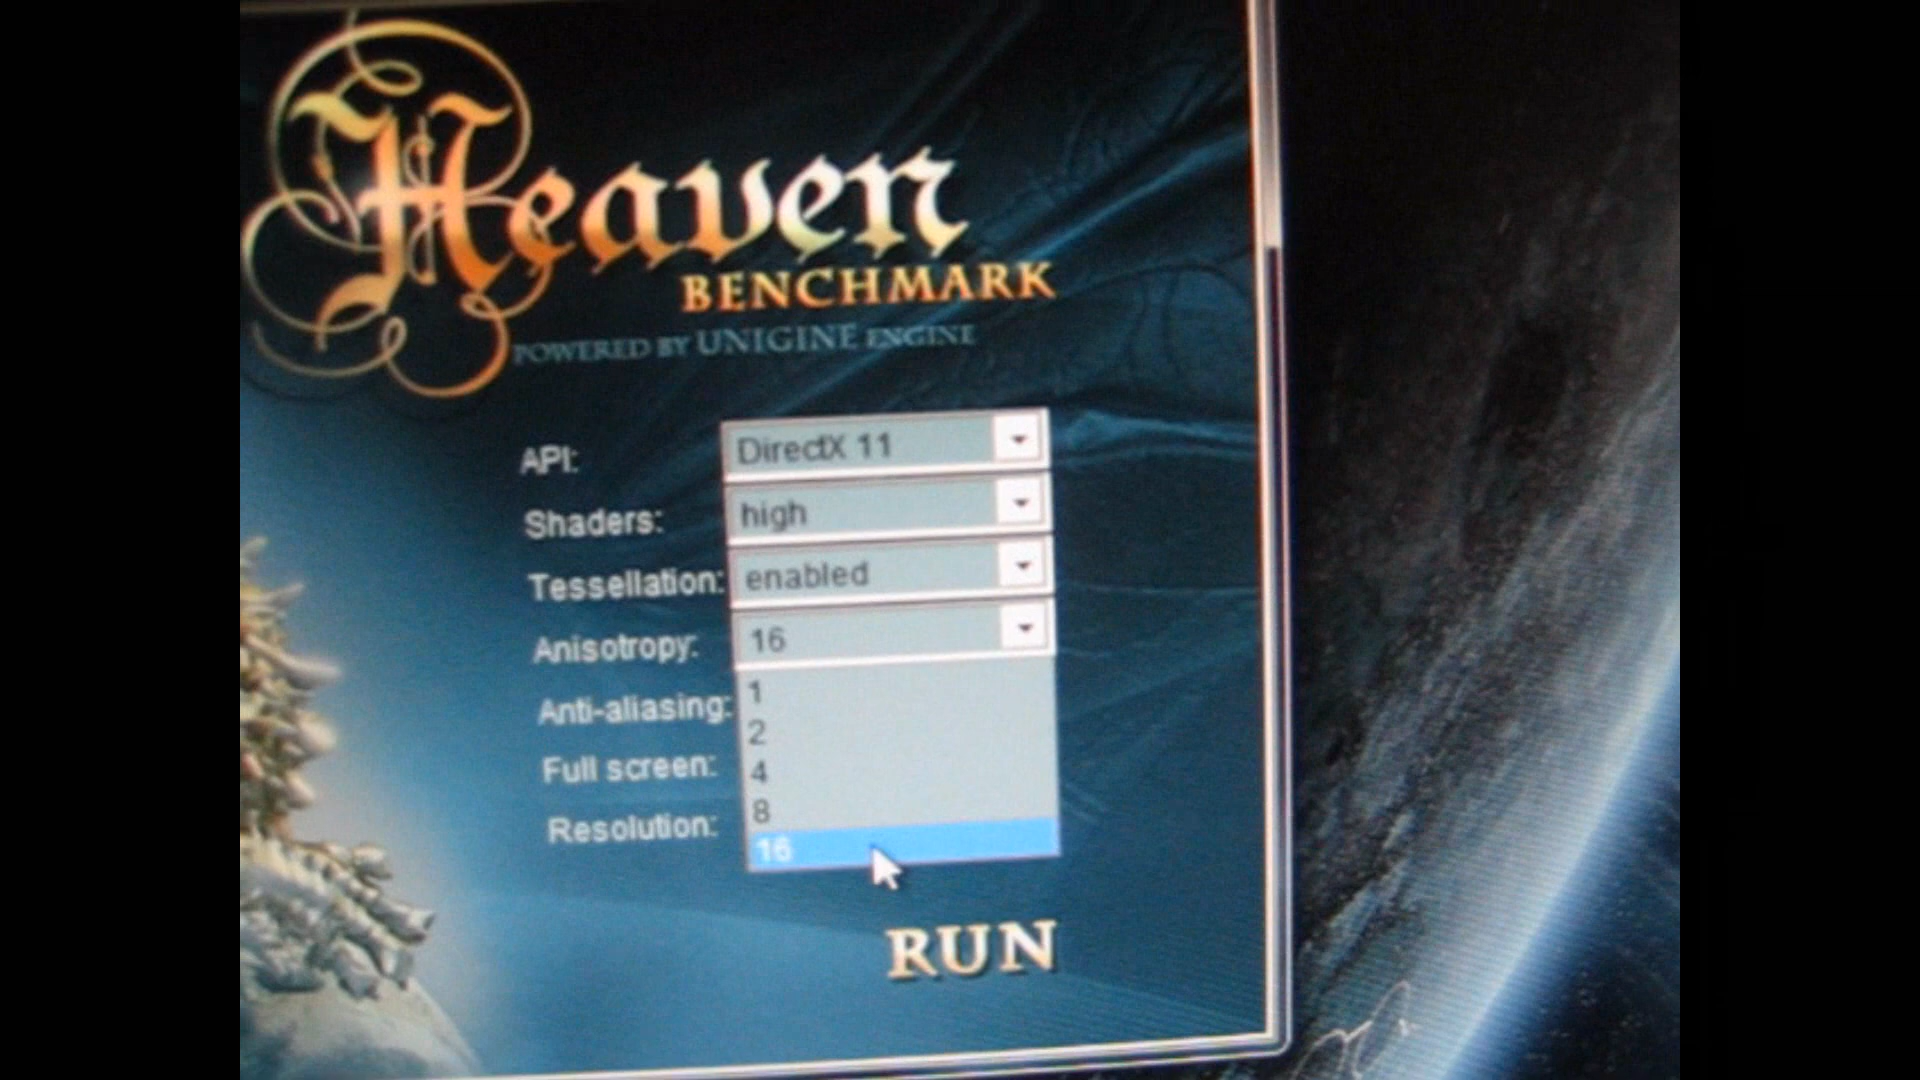 Heaven
BENCHMARK
POWERED BY UNIGINE ENGINE
API: DirectX 11
Shaders: high
Tessellation: enabled
Anisotropy: 16
1
Anti-aliasing:
2
Full screen: 4
8
Resolution:
16
RUN